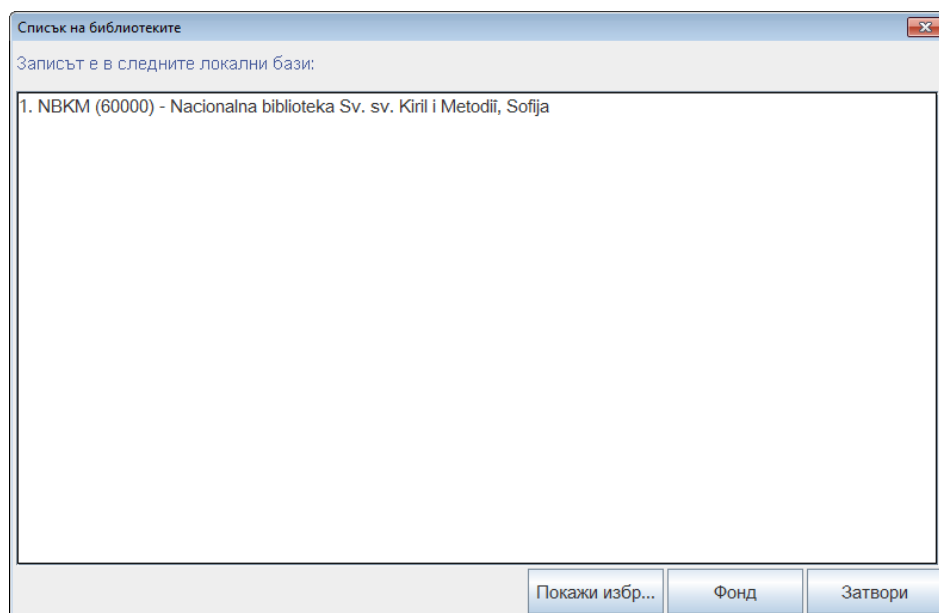 Списък на библиотеките
Записът е в следните локални бази:
1. NBKM (60000) - Nacionalna biblioteka Sv. sv. Kiril i Metodiĭ, Sofija
Покажи избр... Фонд Затвори